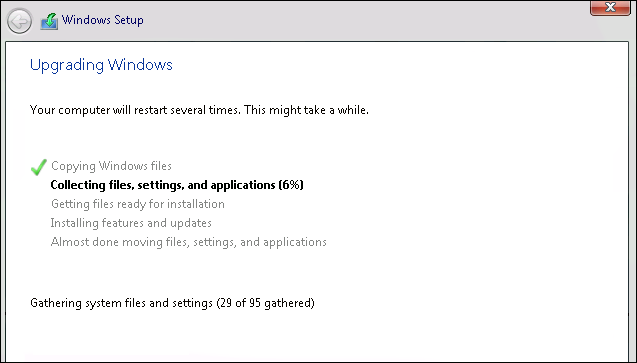 Windows Setup
Upgrading Windows
Your computer will restart several times. This might take a while.
Copying Windows files
Collecting files, settings, and applications (6%)
Getting files ready for installation
Installing features and updates
Almost done moving files, settings, and applications
Gathering system files and settings (29 of 95 gathered)